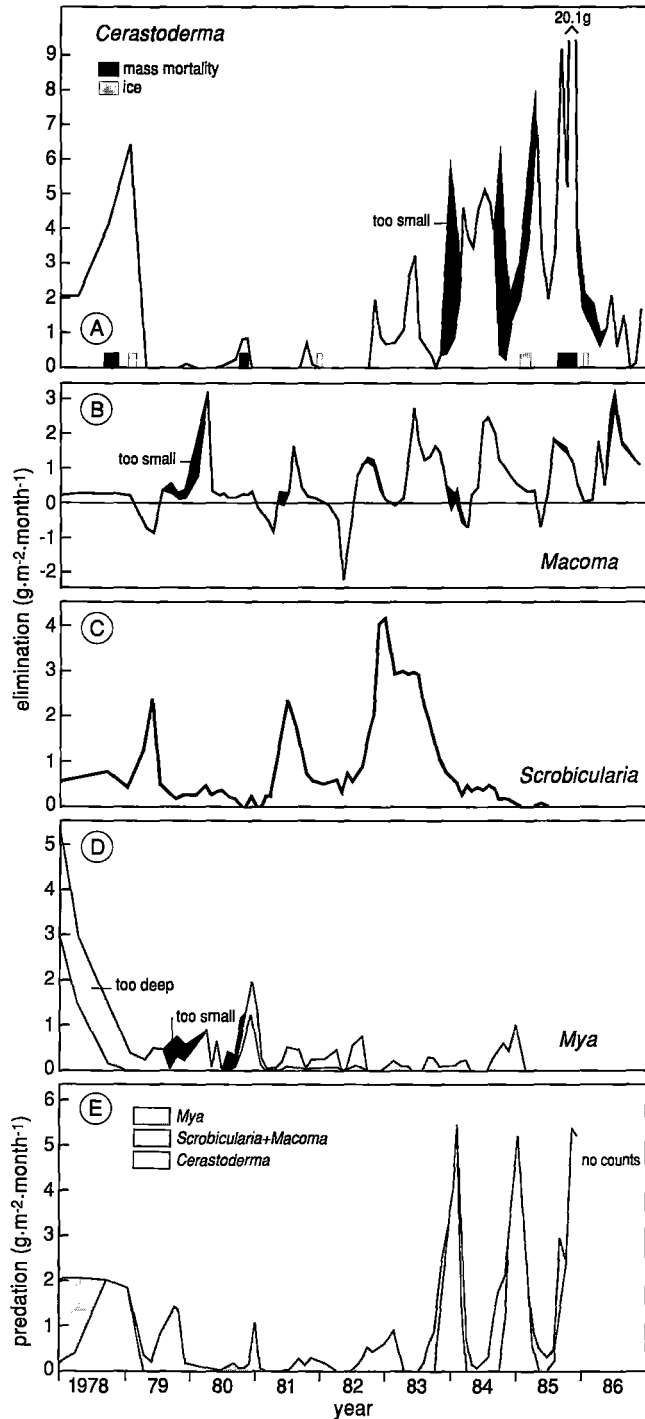 20.1g
Cerastoderma
mass mortality
ice
9
8
7
6
5
4
3
2
1
0
too small
A
B
3
2
1
0
-1
-2
too small
Macoma
elimination (g·m-2·month-1)
C
4
3
2
1
0
Scrobicularia
D
5
4
3
2
1
0
too deep
too small
Mya
E
Mya
Scrobicularia+Macoma
Cerastoderma
no counts
6
5
4
3
2
1
0
predation (g·m-2·month-1)
1978 79 80 81 82 83 84 85 86
year